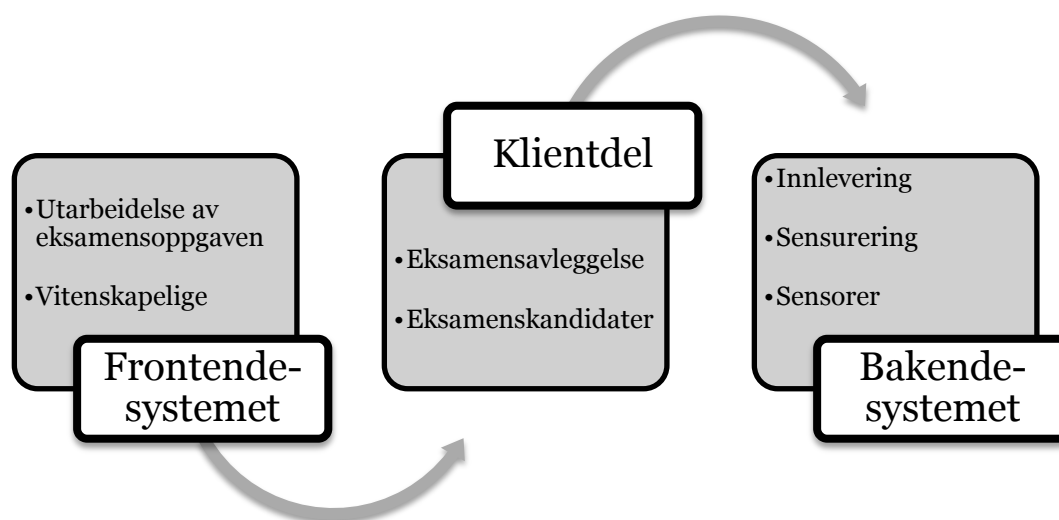 •Utarbeidelse av
eksamensoppgaven
•Vitenskapelige
Frontende-
systemet
Klientdel
•Eksamensavleggelse
•Eksamenskandidater
•Innlevering
•Sensurering
•Sensorer
Bakende-
systemet